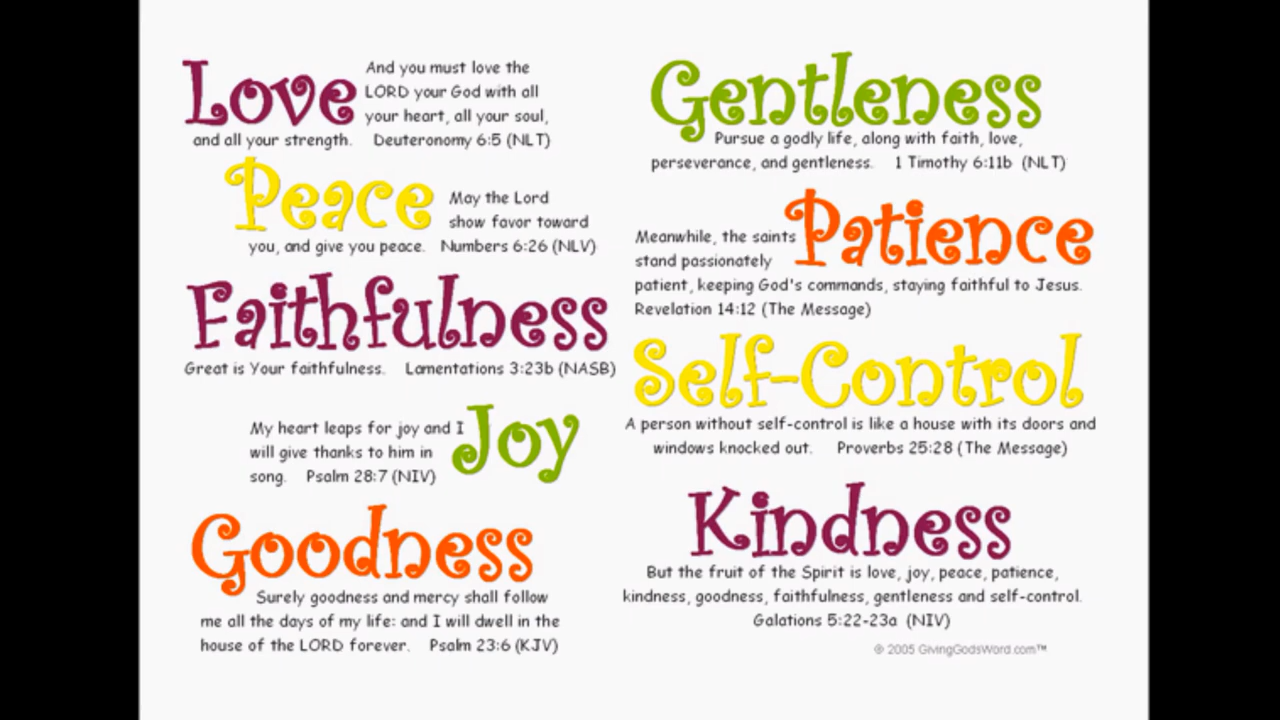 Love
And you must love the
LORD your God with all
your heart, all your soul,
and all your strength. Deuteronomy 6:5 (NLT)
Peace
May the Lord
show favor toward
you, and give you peace. Numbers 6:26 (NLV)
Faithfulness
Great is Your faithfulness. Lamentations 3:23b (NASB)
My heart leaps for joy and I
will give thanks to him in
song. Psalm 28:7 (NIV)
Joy
Goodness
Surely goodness and mercy shall follow
me all the days of my life: and I will dwell in the
house of the LORD forever. Psalm 23:6 (KJV)
Gentleness
Pursue a godly life, along with faith, love,
perseverance, and gentleness. 1 Timothy 6:11b (NLT)
Patience
Meanwhile, the saints
stand passionately
patient, keeping God's commands, staying faithful to Jesus.
Revelation 14:12 (The Message)
Self-Control
A person without self-control is like a house with its doors and
windows knocked out. Proverbs 25:28 (The Message)
Kindness
But the fruit of the Spirit is love, joy, peace, patience,
kindness, goodness, faithfulness, gentleness and self-control.
Galations 5:22-23a (NIV)
® 2005 GivingGodsWord.com™